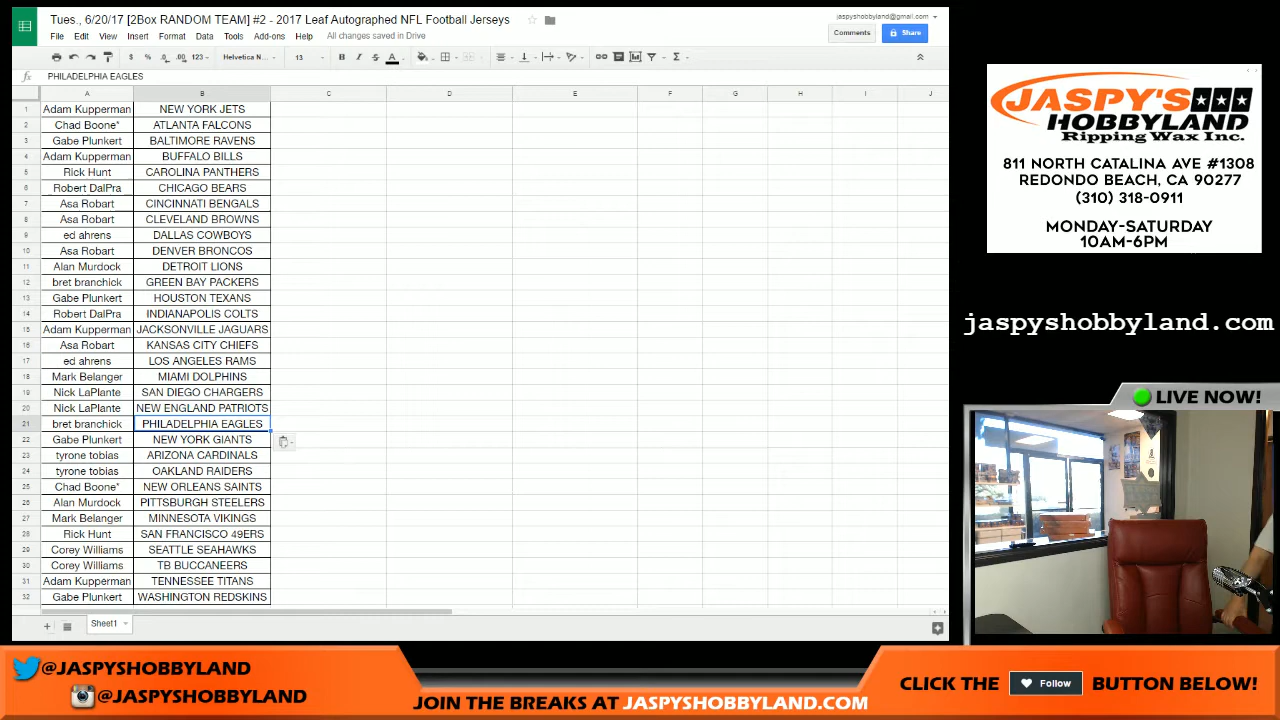 Tues., 6/20/17 [2Box RANDOM TEAM] #2 - 2017 Leaf Autographed NFL Football Jerseys
jaspyshobbyland@gmail.com
File Edit View Insert Format Data Tools Add-ons Help All changes saved in Drive
Comments Share
$ % .0 .00 123 Helvetica N... 13 B I S A
fx PHILADELPHIA EAGLES
A B C D E F G H I J
1 Adam Kupperman NEW YORK JETS
2 Chad Boone* ATLANTA FALCONS
3 Gabe Plunkert BALTIMORE RAVENS
4 Adam Kupperman BUFFALO BILLS
5 Rick Hunt CAROLINA PANTHERS
6 Robert DalPra CHICAGO BEARS
7 Asa Robart CINCINNATI BENGALS
8 Asa Robart CLEVELAND BROWNS
9 ed ahrens DALLAS COWBOYS
10 Asa Robart DENVER BRONCOS
11 Alan Murdock DETROIT LIONS
12 bret branchick GREEN BAY PACKERS
13 Gabe Plunkert HOUSTON TEXANS
14 Robert DalPra INDIANAPOLIS COLTS
15 Adam Kupperman JACKSONVILLE JAGUARS
16 Asa Robart KANSAS CITY CHIEFS
17 ed ahrens LOS ANGELES RAMS
18 Mark Belanger MIAMI DOLPHINS
19 Nick LaPlante SAN DIEGO CHARGERS
20 Nick LaPlante NEW ENGLAND PATRIOTS
21 bret branchick PHILADELPHIA EAGLES
22 Gabe Plunkert NEW YORK GIANTS
23 tyrone tobias ARIZONA CARDINALS
24 tyrone tobias OAKLAND RAIDERS
25 Chad Boone* NEW ORLEANS SAINTS
26 Alan Murdock PITTSBURGH STEELERS
27 Mark Belanger MINNESOTA VIKINGS
28 Rick Hunt SAN FRANCISCO 49ERS
29 Corey Williams SEATTLE SEAHAWKS
30 Corey Williams TB BUCCANEERS
31 Adam Kupperman TENNESSEE TITANS
32 Gabe Plunkert WASHINGTON REDSKINS
Sheet1
JASPY'S
HOBBYLAND
Ripping Wax Inc.
811 NORTH CATALINA AVE #1308
REDONDO BEACH, CA 90277
(310) 318-0911
MONDAY-SATURDAY
10AM-6PM
jaspyshobbyland.com
LIVE NOW!
@JASPYSHOBBYLAND
@JASPYSHOBBYLAND
JOIN THE BREAKS AT JASPYSHOBBYLAND.COM
CLICK THE Follow BUTTON BELOW!